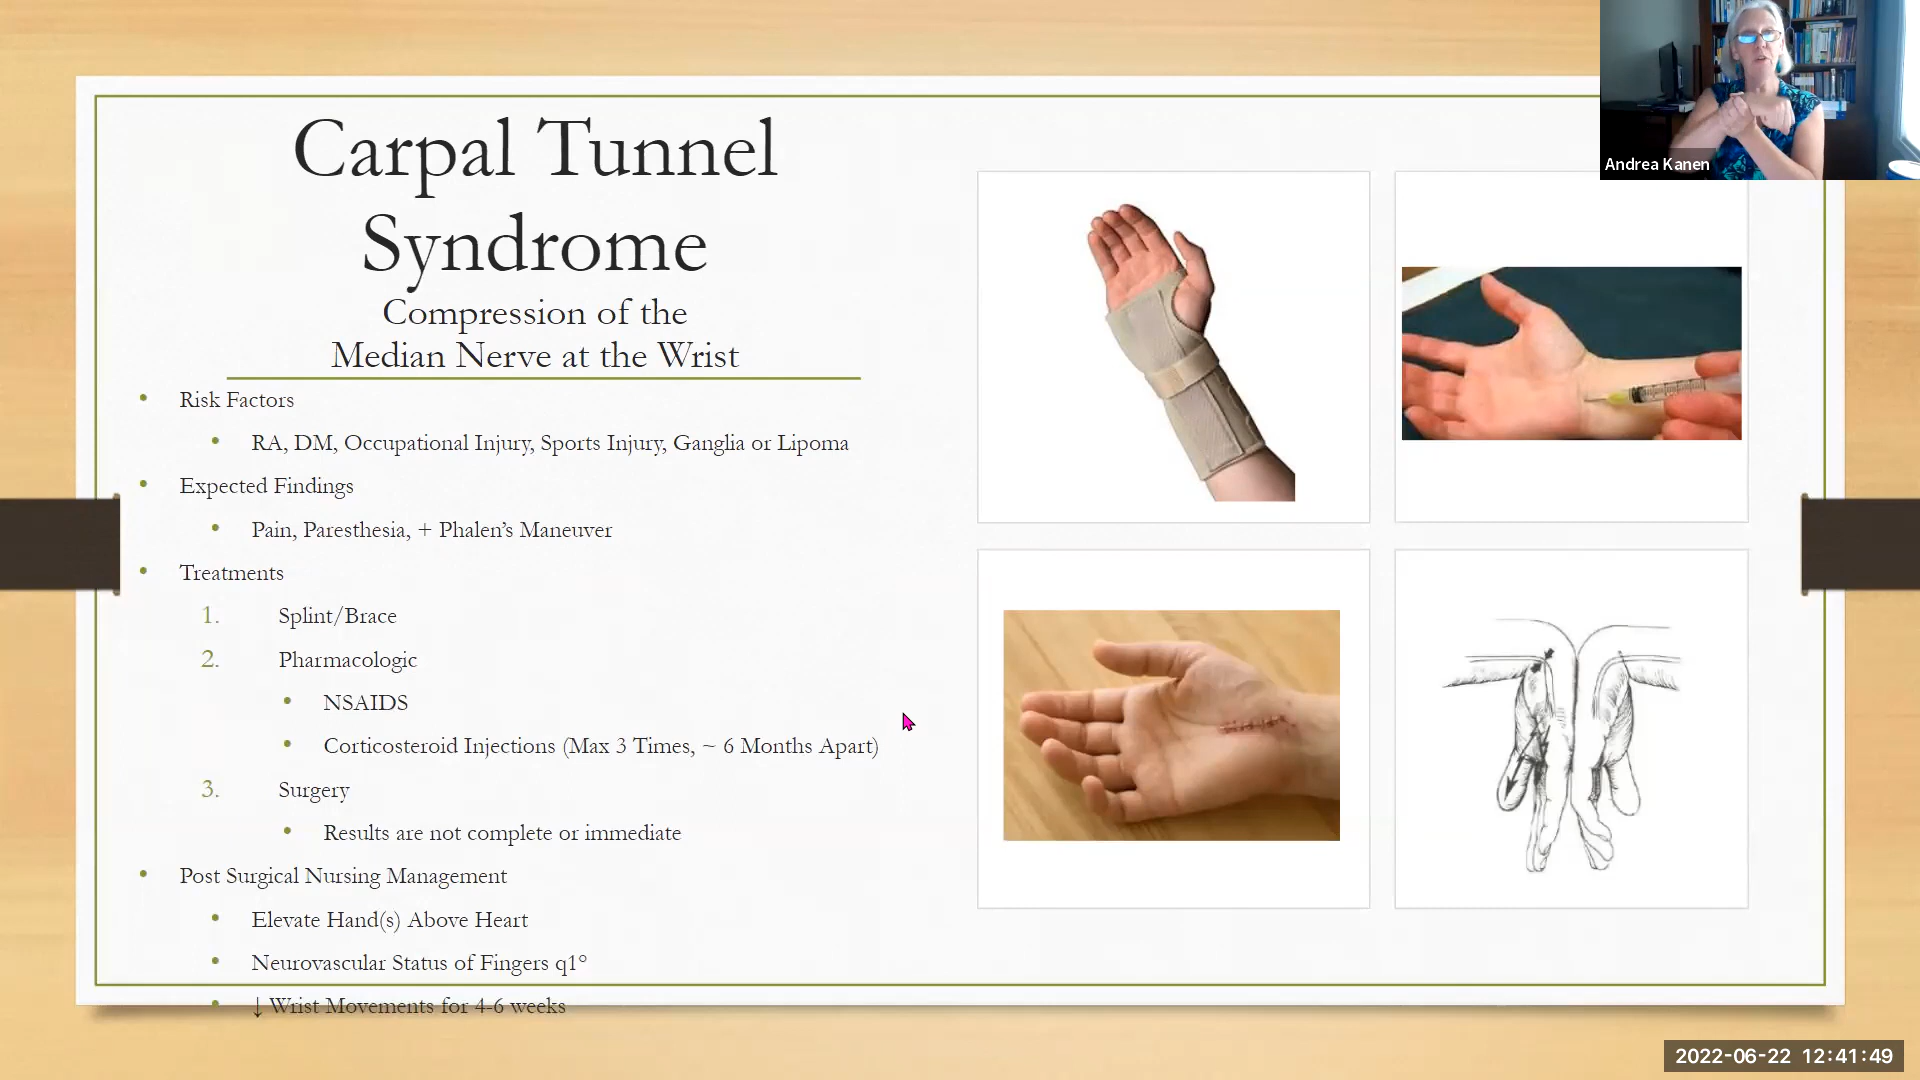 Carpal Tunnel
Syndrome
Compression of the
Median Nerve at the Wrist
• Risk Factors
• RA, DM, Occupational Injury, Sports Injury, Ganglia or Lipoma
• Expected Findings
• Pain, Paresthesia, + Phalen’s Maneuver
• Treatments
1. Splint/Brace
2. Pharmacologic
• NSAIDS
• Corticosteroid Injections (Max 3 Times, ~ 6 Months Apart)
3. Surgery
• Results are not complete or immediate
• Post Surgical Nursing Management
• Elevate Hand(s) Above Heart
• Neurovascular Status of Fingers q1°
• ↓ Wrist Movements for 4-6 weeks
Andrea Kanen
2022-06-22 12:41:49